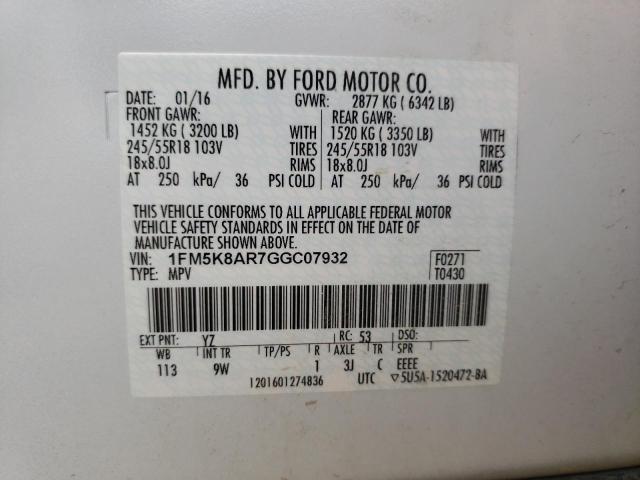 MFD. BY FORD MOTOR CO.
DATE: 01/16 GVWR: 2877 KG ( 6342 LB)
FRONT GAWR: REAR GAWR:
1452 KG ( 3200 LB) WITH 1520 KG ( 3350 LB) WITH
245/55R18 103V TIRES 245/55R18 103V TIRES
18x8.0J RIMS 18x8.0J RIMS
AT 250 kPa/ 36 PSI COLD AT 250 kPa/ 36 PSI COLD
THIS VEHICLE CONFORMS TO ALL APPLICABLE FEDERAL MOTOR
VEHICLE SAFETY STANDARDS IN EFFECT ON THE DATE OF
MANUFACTURE SHOWN ABOVE.
VIN: 1FM5K8AR7GGC07932 F0271
TYPE: MPV T0430
EXT PNT: YZ RC: 53 DSO:
WB INT TR TP/PS R AXLE TR SPR
113 9W 1 3J C EEEE
1201601274836 UTC ▽5U5A-1520472-BA